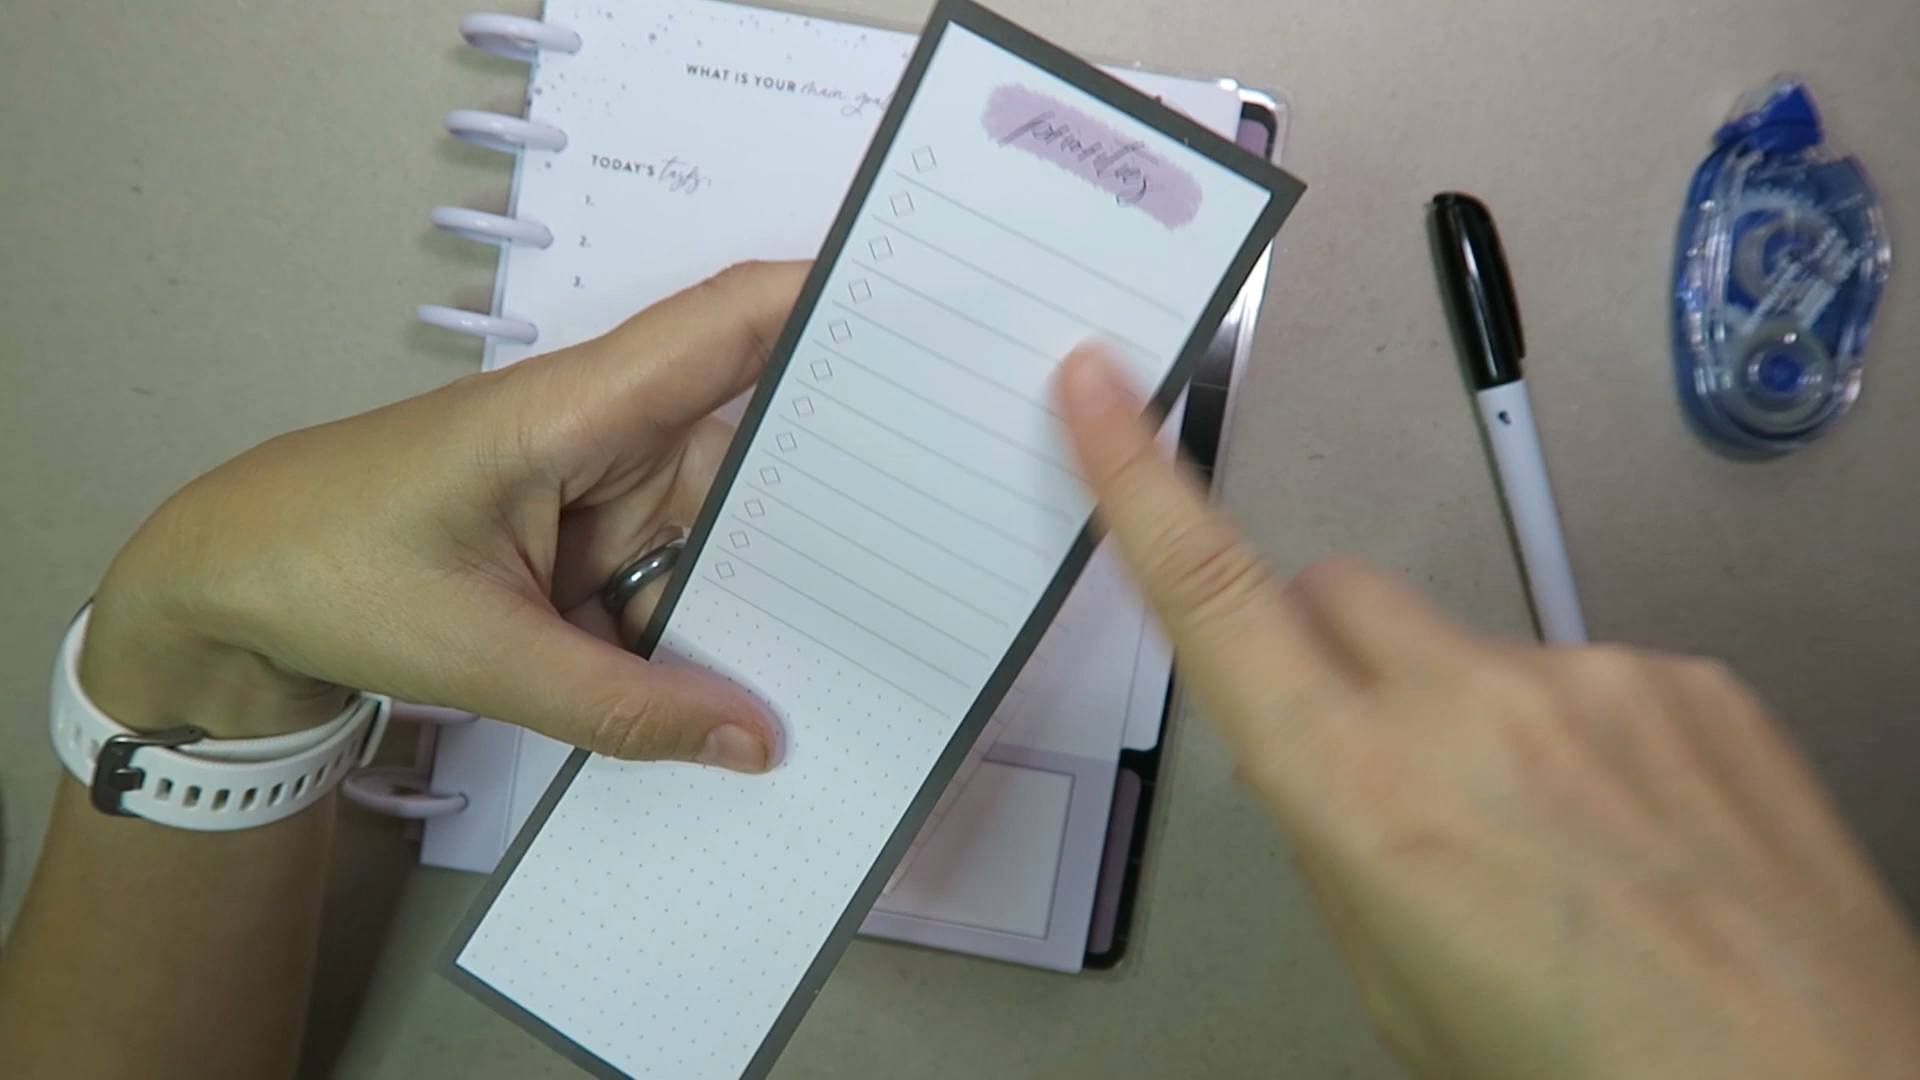 WHAT IS YOUR main goal
TODAY'S tasks:
1.
2.
3.
priorities